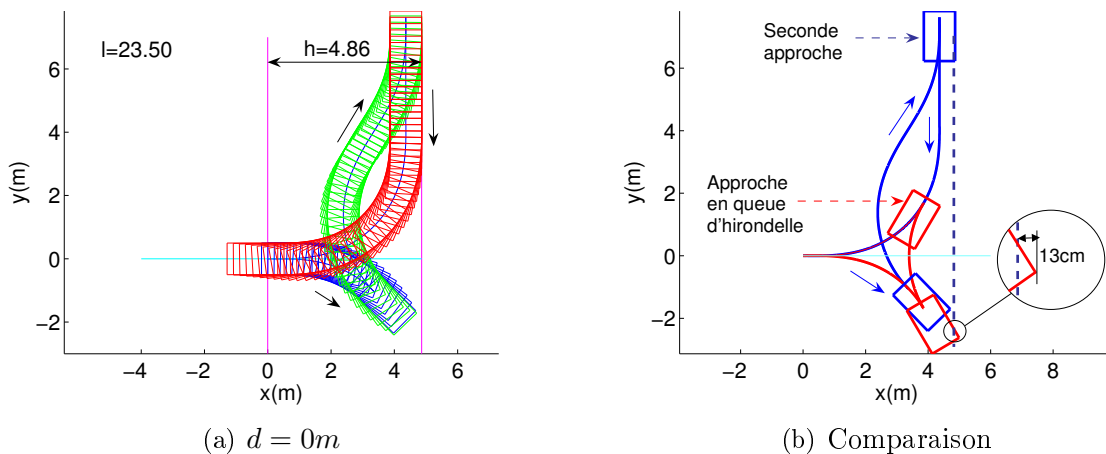 l=23.50
h=4.86
6
4
2
0
−2
y(m)
−4 −2 0 2 4 6
x(m)
(a) d = 0m
Seconde
approche
Approche
en queue
d'hirondelle
13cm
6
4
2
0
−2
y(m)
−2 0 2 4 6 8
x(m)
(b) Comparaison